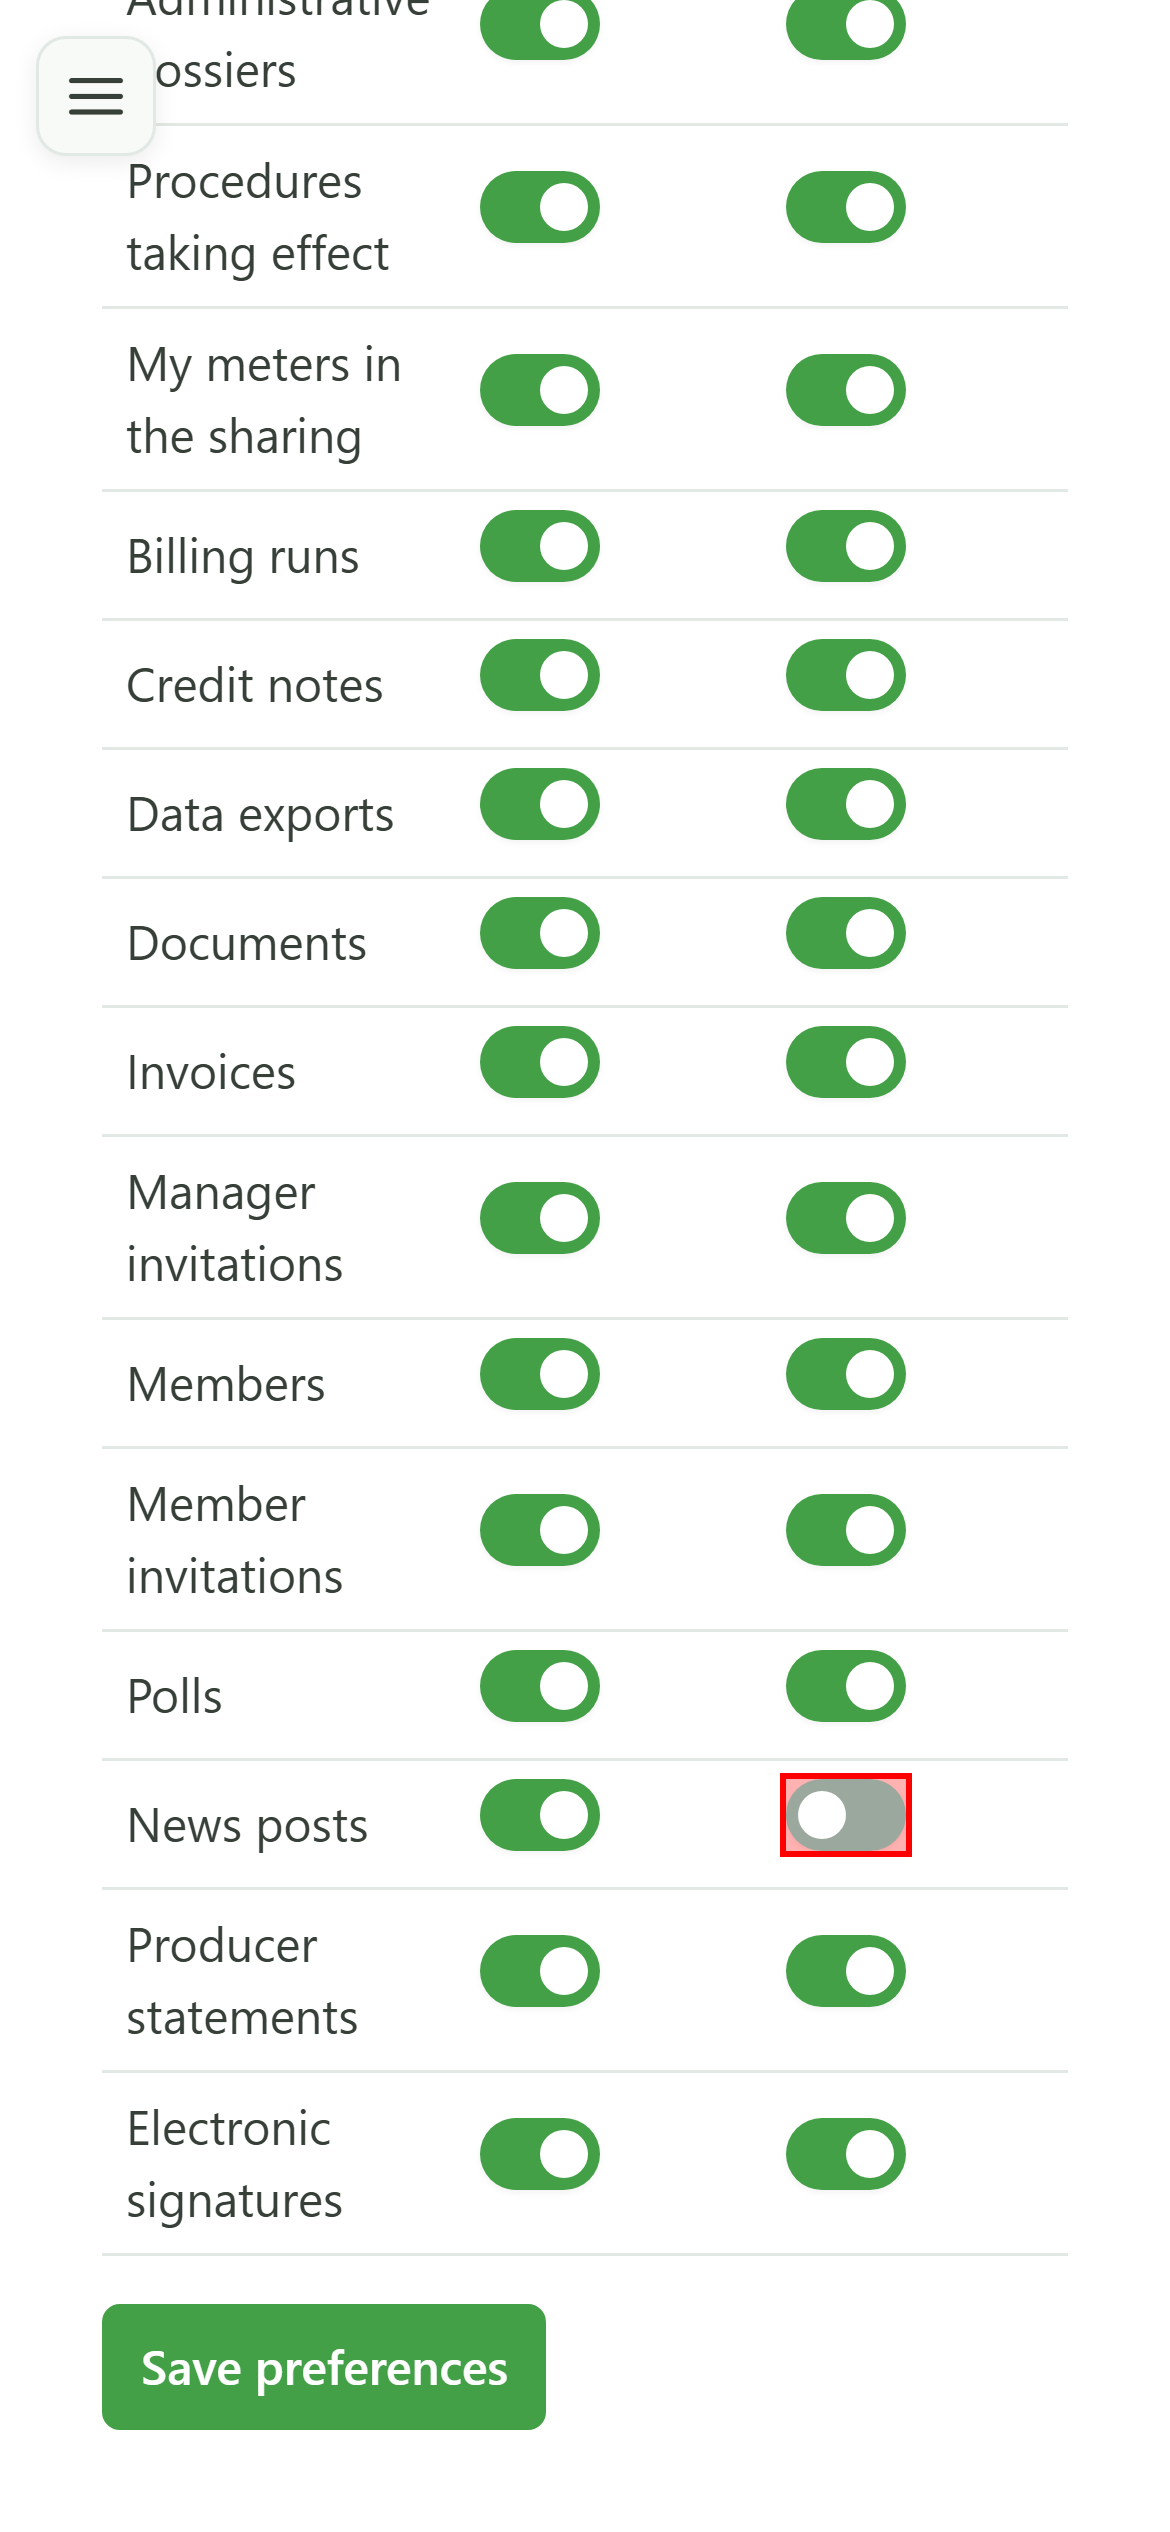 Administrative
ossiers
Procedures
taking effect
My meters in
the sharing
Billing runs
Credit notes
Data exports
Documents
Invoices
Manager
invitations
Members
Member
invitations
Polls
News posts
Producer
statements
Electronic
signatures
Save preferences